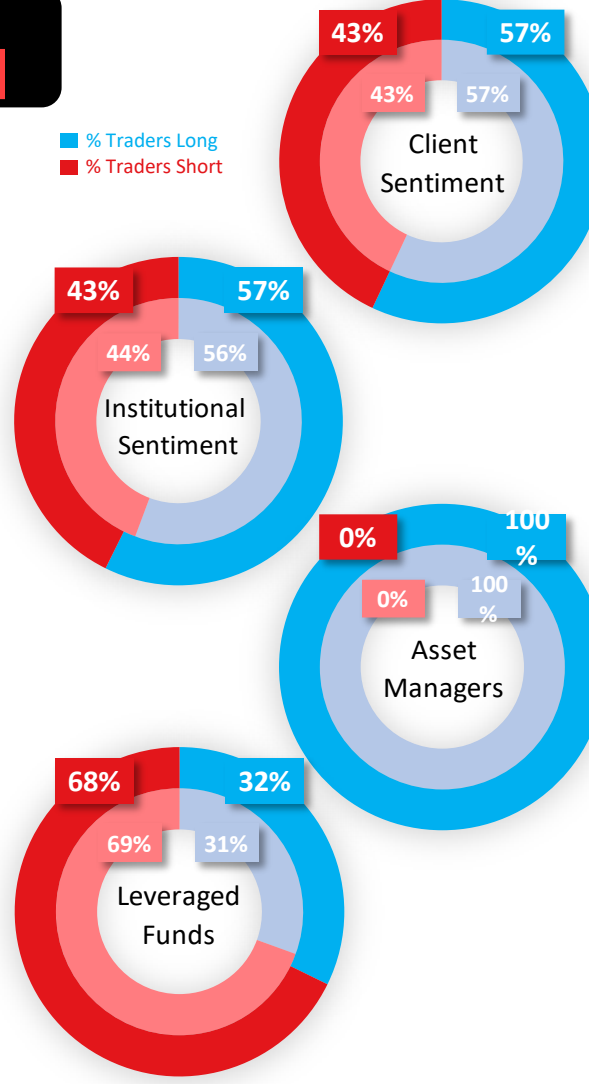 43%
57%
43%
57%
Client
Sentiment
% Traders Long
% Traders Short
43%
57%
44%
56%
Institutional
Sentiment
0%
100
%
0%
100
%
Asset
Managers
68%
32%
69%
31%
Leveraged
Funds